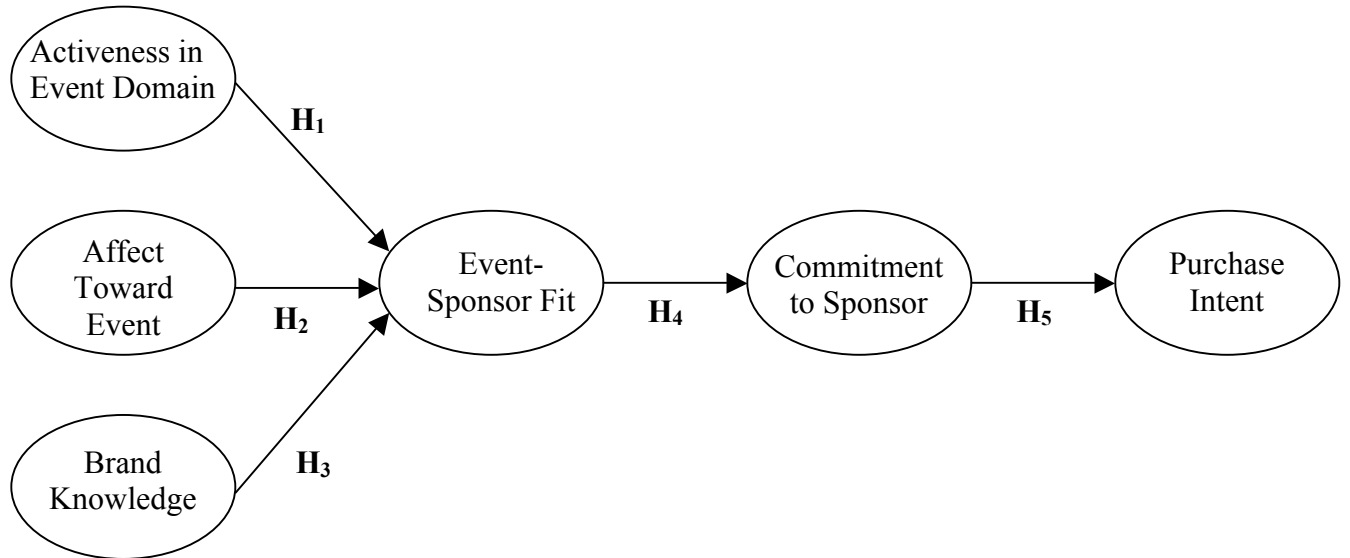 Activeness in
Event Domain
H₁
Affect
Toward
Event
H₂
Event-
Sponsor Fit
H₄
Commitment
to Sponsor
H₅
Purchase
Intent
Brand
Knowledge
H₃